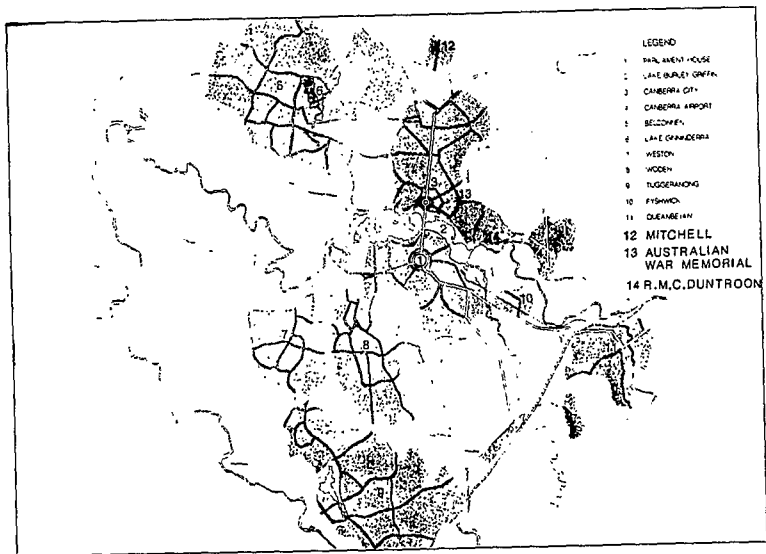 12
LEGEND
1 PARLIAMENT HOUSE
2 LAKE BURLEY GRIFFIN
3 CANBERRA CITY
4 CANBERRA AIRPORT
5 BELCONNEN
6 LAKE GINNINDERRA
7 WESTON
8 WODEN
9 TUGGERANONG
10 FYSHWICK
11 QUEANBEYAN
12 MITCHELL
13 AUSTRALIAN
WAR MEMORIAL
14 R.M.C. DUNTROON
6
3
13
2
10
7
8